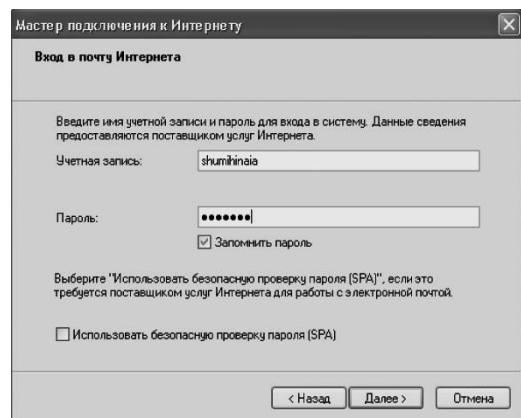 Мастер подключения к Интернету
Вход в почту Интернета
Введите имя учетной записи и пароль для входа в систему. Данные сведения
предоставляются поставщиком услуг Интернета.
Учетная запись: shumihinaia
Пароль: •••••••
Запомнить пароль
Выберите "Использовать безопасную проверку пароля (SPA)", если это
требуется поставщиком услуг Интернета для работы с электронной почтой.
Использовать безопасную проверку пароля (SPA)
< Назад Далее > Отмена